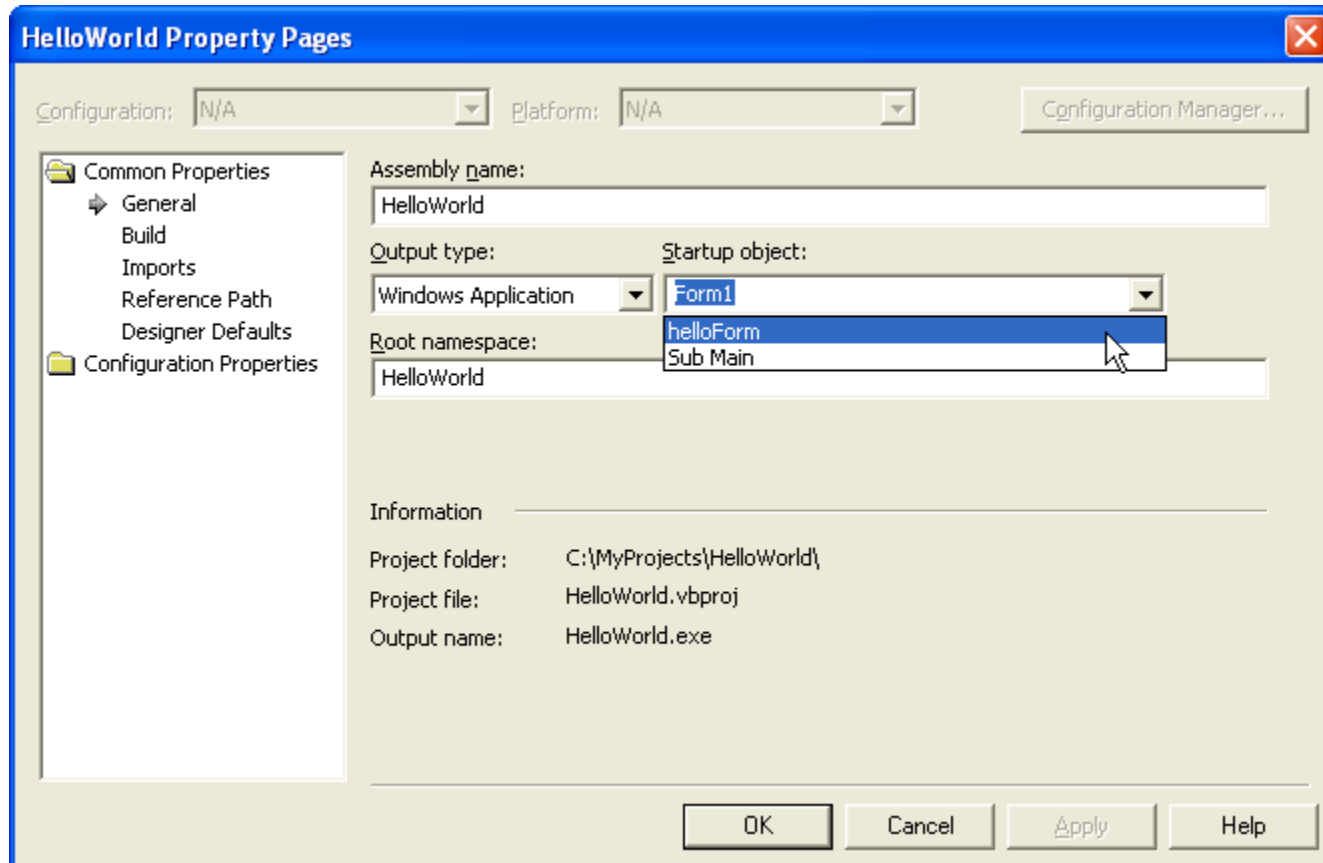 HelloWorld Property Pages
Configuration: N/A Platform: N/A Configuration Manager...
Common Properties
General
Build
Imports
Reference Path
Designer Defaults
Configuration Properties
Assembly name:
HelloWorld
Output type: Startup object:
Windows Application Form1
helloForm
Sub Main
Root namespace:
HelloWorld
Information
Project folder: C:\MyProjects\HelloWorld\
Project file: HelloWorld.vbproj
Output name: HelloWorld.exe
OK Cancel Apply Help